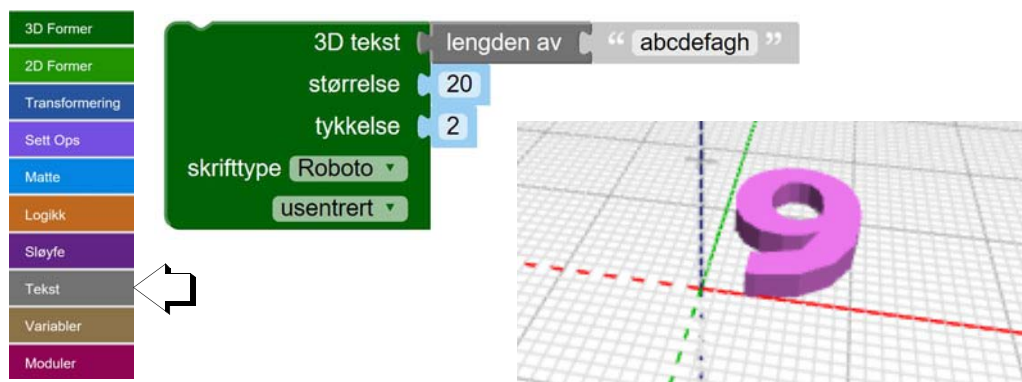 3D Former
2D Former
Transformering
Sett Ops
Matte
Logikk
Sløyfe
Tekst
Variabler
Moduler
3D tekst lengden av “ abcdefagh ”
størrelse 20
tykkelse 2
skrifttype Roboto ▾
usentrert ▾
9